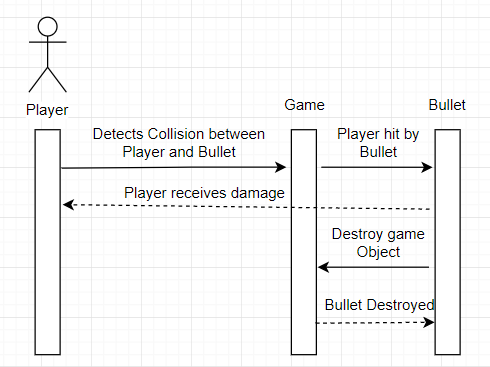 Player
Game
Bullet
Detects Collision between
Player and Bullet
Player hit by
Bullet
Player receives damage
Destroy game
Object
Bullet Destroyed